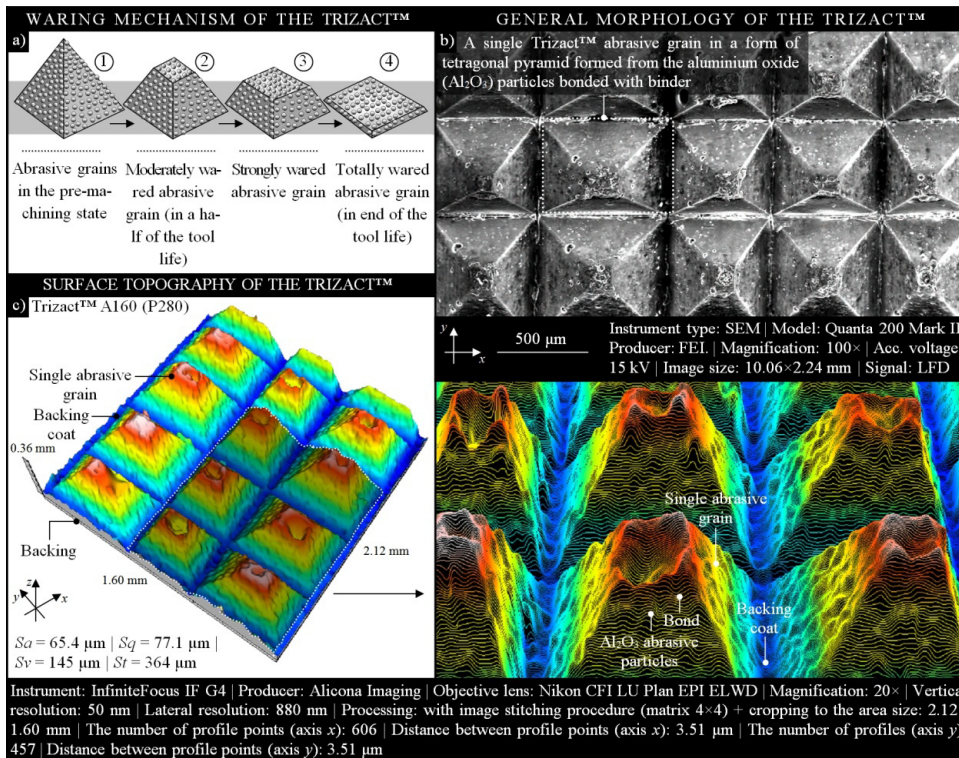 WARING MECHANISM OF THE TRIZACT™
a)
1
2
3
4
Abrasive grains
in the pre-ma-
chining state
Moderately wa-
red abrasive
grain (in a ha-
lf of the tool
life)
Strongly wared
abrasive grain
Totally wared
abrasive grain
(in end of the
tool life)
GENERAL MORPHOLOGY OF THE TRIZACT™
b)
A single Trizact™ abrasive grain in a form of
tetragonal pyramid formed from the aluminium oxide
(Al₂O₃) particles bonded with binder
y
x
500 µm
Instrument type: SEM | Model: Quanta 200 Mark II
Producer: FEI. | Magnification: 100× | Acc. voltage
15 kV | Image size: 10.06×2.24 mm | Signal: LFD
SURFACE TOPOGRAPHY OF THE TRIZACT™
c)
Trizact™ A160 (P280)
Single abrasive
grain
Backing
coat
0.36 mm
Backing
1.60 mm
2.12 mm
z
y
x
Sa = 65.4 µm | Sq = 77.1 µm |
Sv = 145 µm | St = 364 µm
Single abrasive
grain
Bond
Al₂O₃ abrasive
particles
Backing
coat
Instrument: InfiniteFocus IF G4 | Producer: Alicona Imaging | Objective lens: Nikon CFI LU Plan EPI ELWD | Magnification: 20× | Vertica
resolution: 50 nm | Lateral resolution: 880 nm | Processing: with image stitching procedure (matrix 4×4) + cropping to the area size: 2.12
1.60 mm | The number of profile points (axis x): 606 | Distance between profile points (axis x): 3.51 µm | The number of profiles (axis y)
457 | Distance between profile points (axis y): 3.51 µm